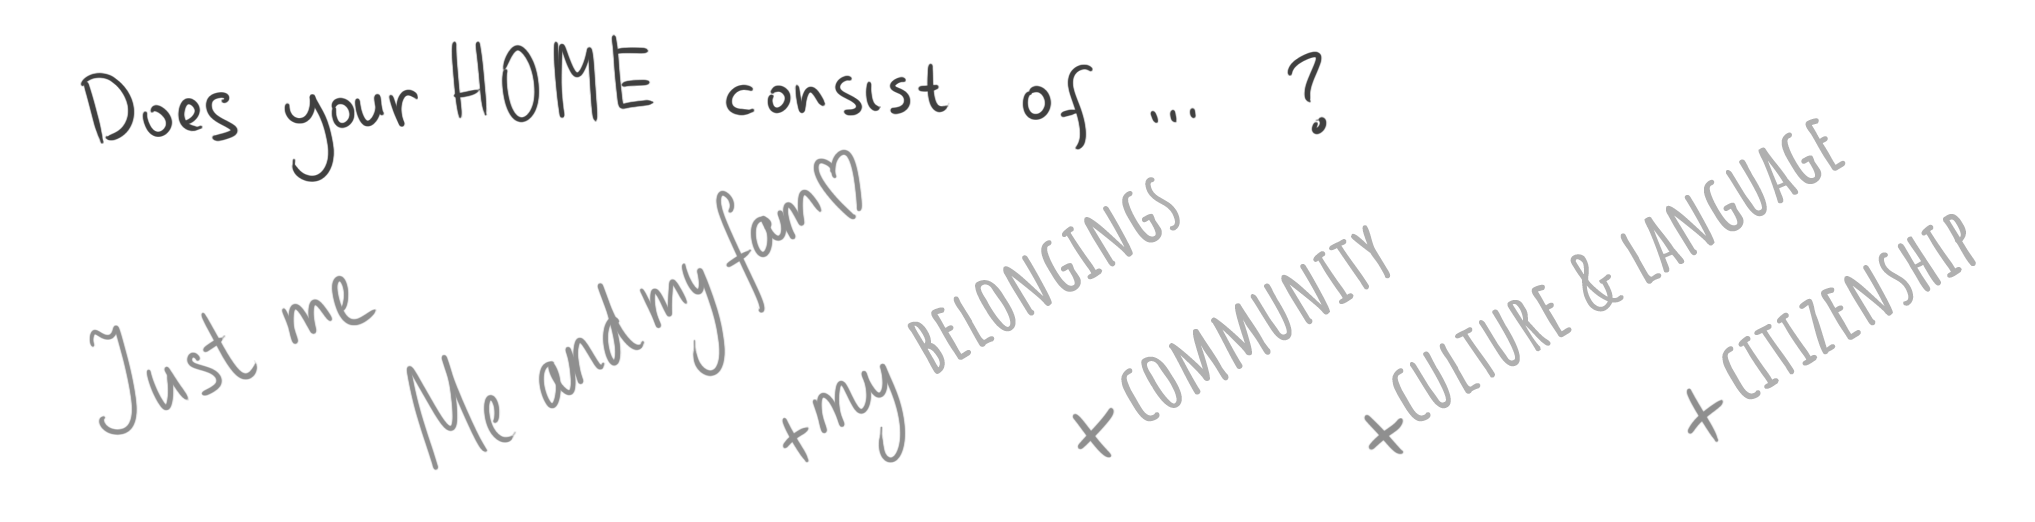 Does your HOME consist of ... ?
Just me
Me and my fam♡
+my BELONGINGS
+COMMUNITY
+CULTURE & LANGUAGE
+CITIZENSHIP